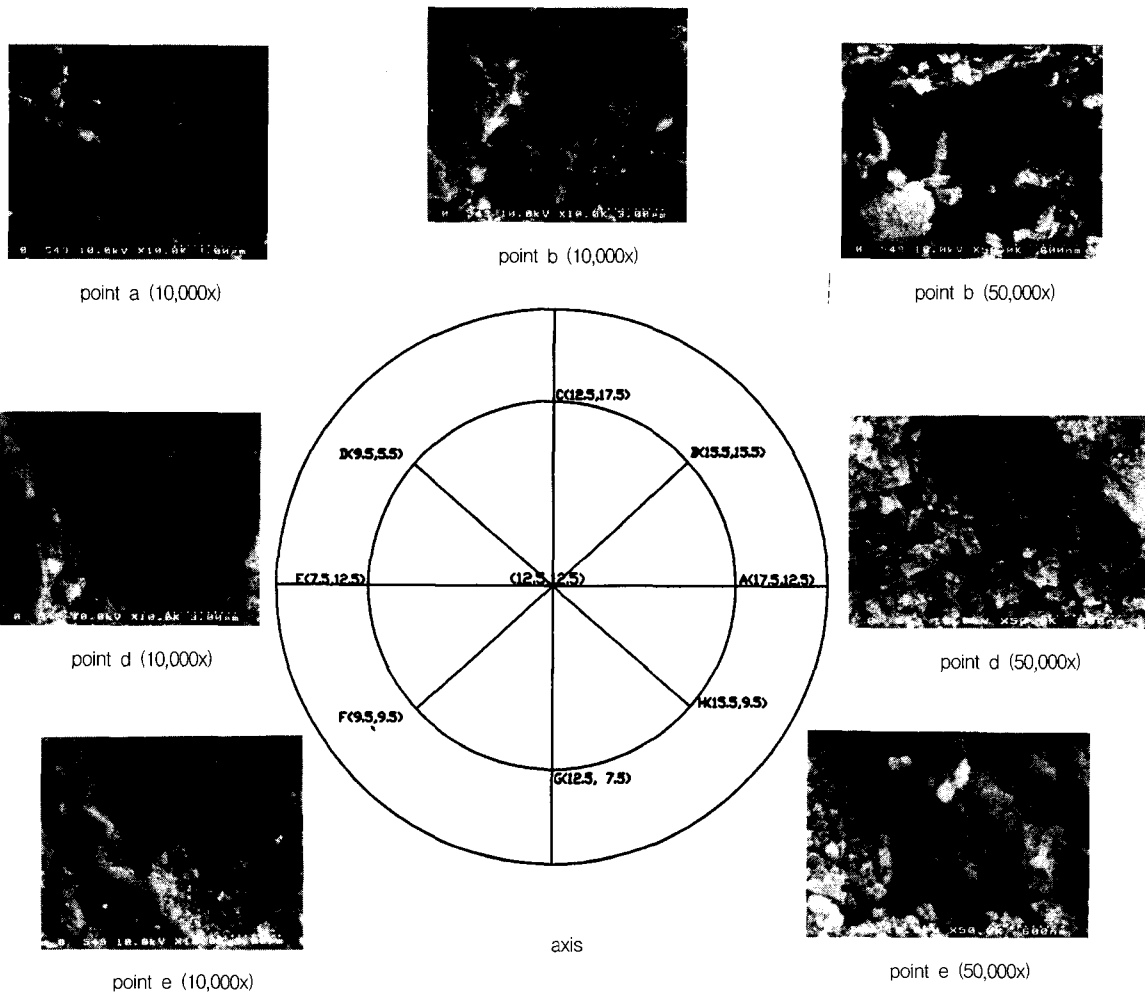 point a (10,000x)
point b (10,000x)
point b (50,000x)
C(12.5,17.5)
D(9.5,5.5)
B(15.5,15.5)
E(7.5,12.5)
A(17.5,12.5)
point d (10,000x)
point d (50,000x)
H(15.5,9.5)
F(9.5,9.5)
G(12.5, 7.5)
axis
point e (10,000x)
point e (50,000x)